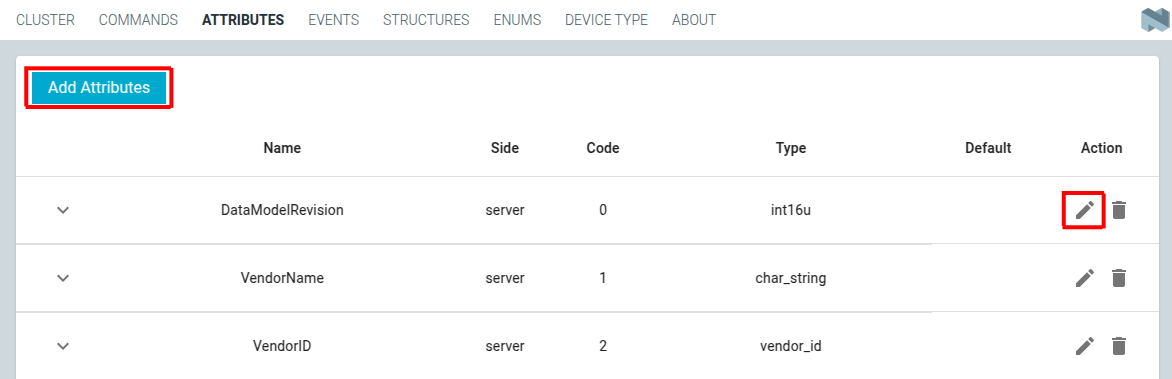 CLUSTER COMMANDS ATTRIBUTES EVENTS STRUCTURES ENUMS DEVICE TYPE ABOUT
Add Attributes
Name Side Code Type Default Action
DataModelRevision server 0 int16u
VendorName server 1 char_string
VendorID server 2 vendor_id